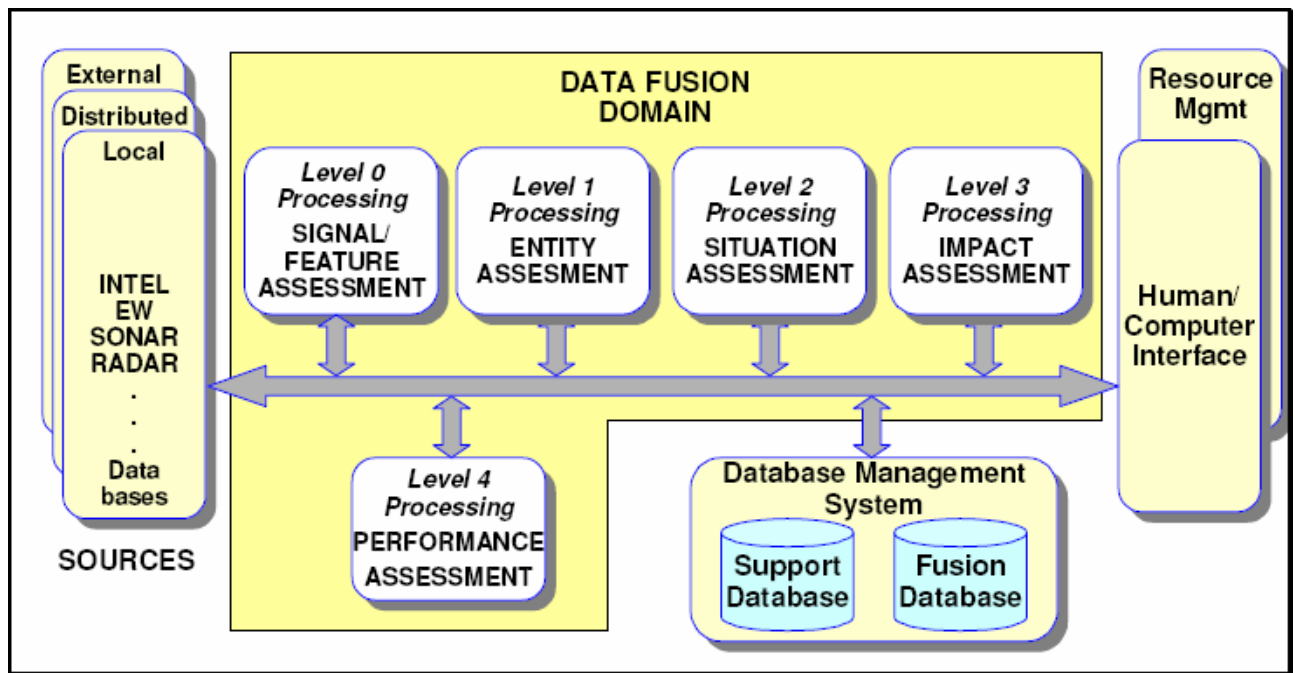 External
Distributed
Local
INTEL
EW
SONAR
RADAR
.
.
.
Data
bases
SOURCES
DATA FUSION
DOMAIN
Level 0
Processing
SIGNAL/
FEATURE
ASSESSMENT
Level 1
Processing
ENTITY
ASSESMENT
Level 2
Processing
SITUATION
ASSESSMENT
Level 3
Processing
IMPACT
ASSESSMENT
Level 4
Processing
PERFORMANCE
ASSESSMENT
Database Management
System
Support
Database
Fusion
Database
Resource
Mgmt
Human/
Computer
Interface